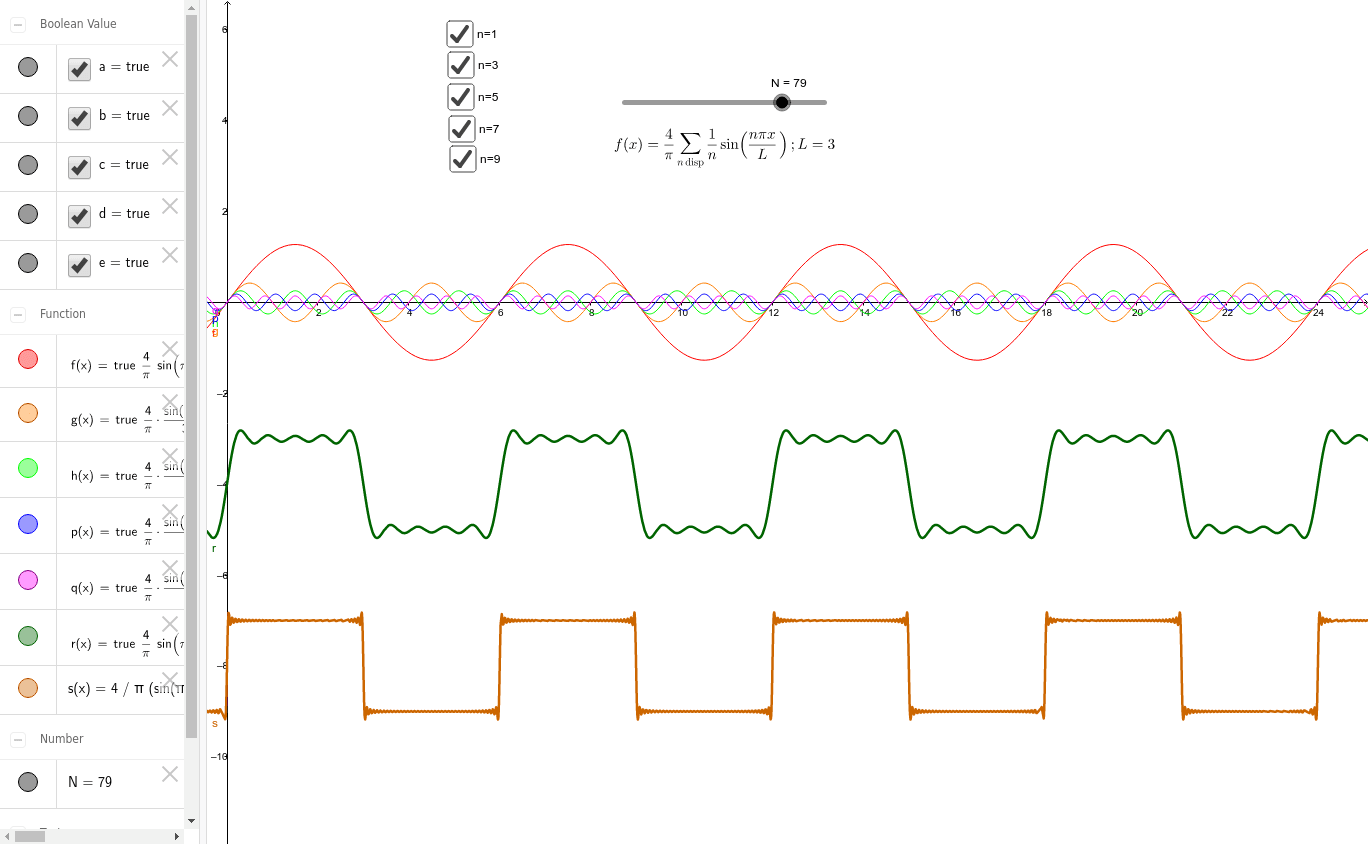 Boolean Value
a = true
b = true
c = true
d = true
e = true
Function
f(x) = true 4/π sin(
g(x) = true 4/π · sin(
h(x) = true 4/π · sin(
p(x) = true 4/π · sin(
q(x) = true 4/π · sin(
r(x) = true 4/π sin(
s(x) = 4 / π (sin(π
Number
N = 79
n=1
n=3
n=5
n=7
n=9
N = 79
f(x) = 4/π ∑ n disp 1/n sin(nπx/L) ; L = 3
6
4
2
0 2 4 6 8 10 12 14 16 18 20 22 24
–2
–4
r
–6
–8
s
–10